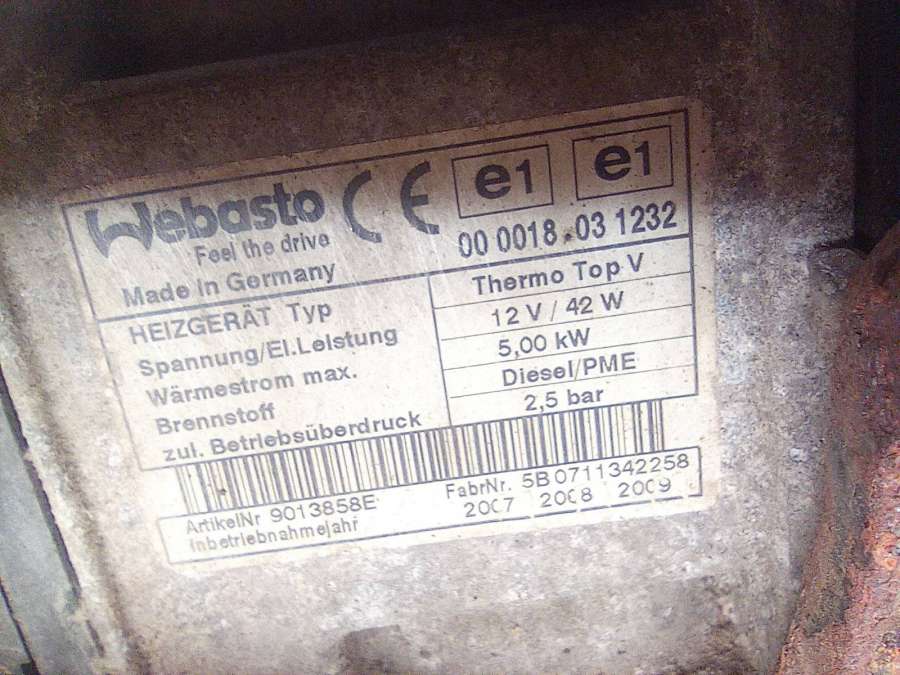 Webasto CE e1 e1
Feel the drive 00 0018 . 03 1232
Made in Germany
HEIZGERÄT Typ Thermo Top V
Spannung/El.Leistung 12 V / 42 W
Wärmestrom max. 5,00 kW
Brennstoff Diesel/PME
zul. Betriebsüberdruck 2,5 bar
ArtikelNr 9013858E FabrNr. 5B0711342258
Inbetriebnahmejahr 2007 2008 2009